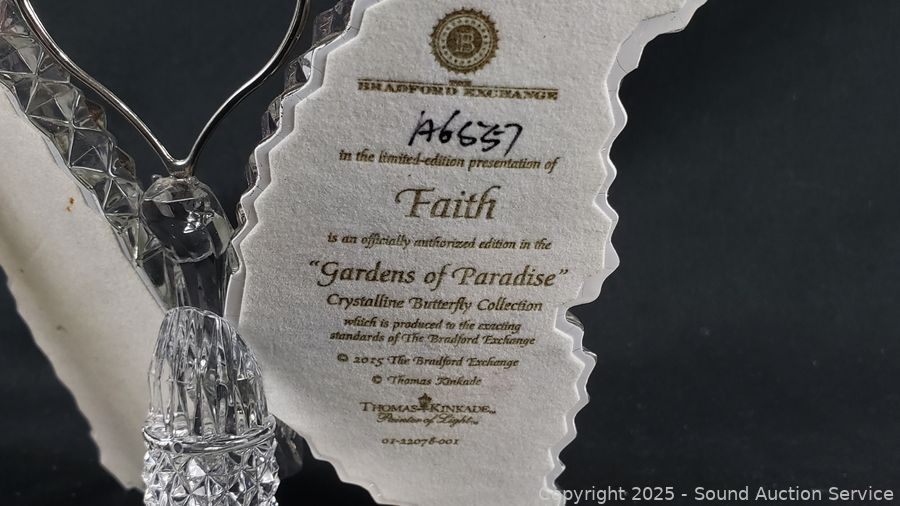 B
THE
BRADFORD EXCHANGE
A6557
in the limited-edition presentation of
Faith
is an officially authorized edition in the
"Gardens of Paradise"
Crystalline Butterfly Collection
which is produced to the exacting
standards of The Bradford Exchange
© 2015 The Bradford Exchange
© Thomas Kinkade
THOMAS KINKADE
Painter of Light™
01-22078-001
Copyright 2025 - Sound Auction Service